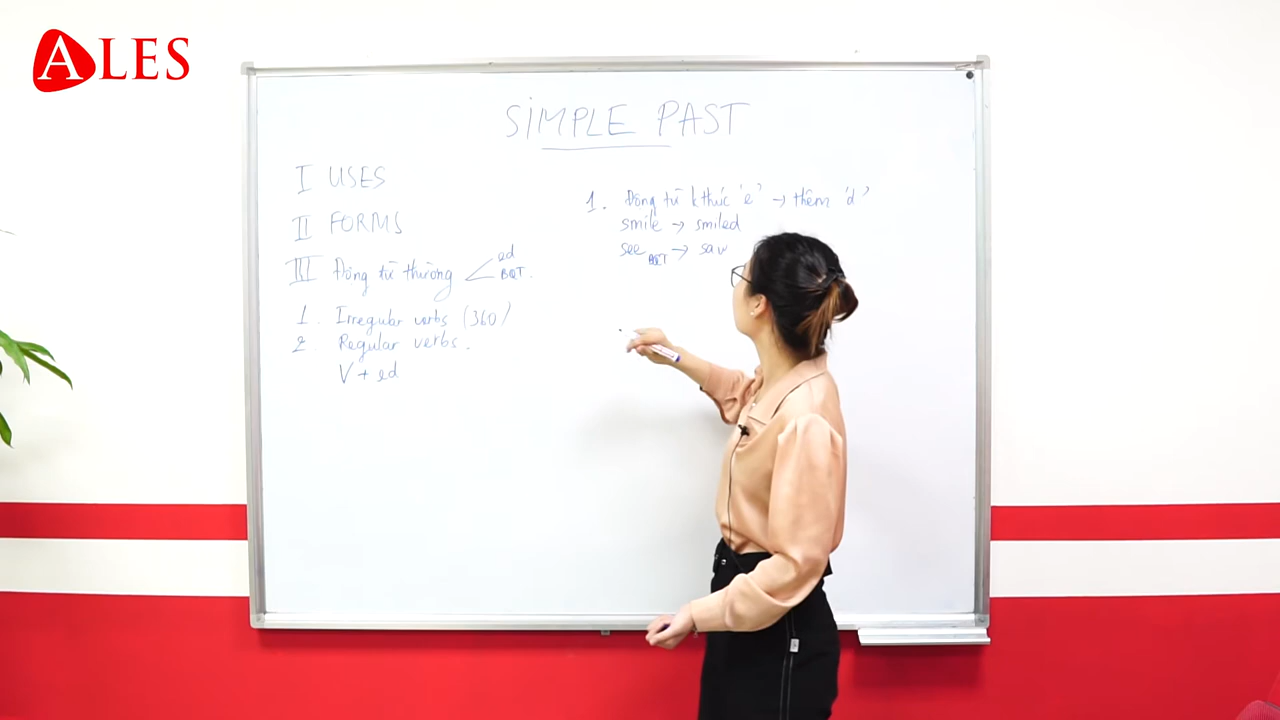 ALES
SIMPLE PAST
I USES
II FORMS
III Động từ thường < ed
BQT.
1. Irregular verbs (360)
2. Regular verbs.
V + ed
1. Động từ k thúc 'e' → thêm 'd'
smile → smiled
see BQT → saw